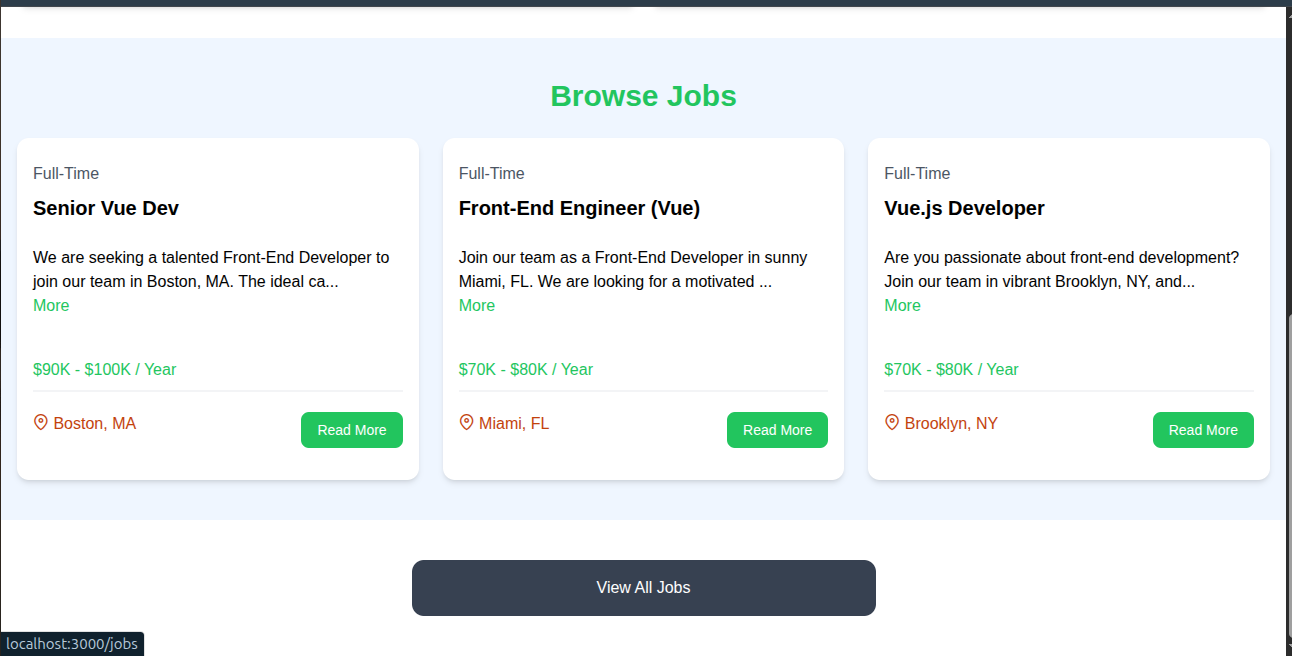 Browse Jobs
Full-Time
Senior Vue Dev
We are seeking a talented Front-End Developer to
join our team in Boston, MA. The ideal ca...
More
$90K - $100K / Year
Boston, MA
Read More
Full-Time
Front-End Engineer (Vue)
Join our team as a Front-End Developer in sunny
Miami, FL. We are looking for a motivated ...
More
$70K - $80K / Year
Miami, FL
Read More
Full-Time
Vue.js Developer
Are you passionate about front-end development?
Join our team in vibrant Brooklyn, NY, and...
More
$70K - $80K / Year
Brooklyn, NY
Read More
View All Jobs
localhost:3000/jobs